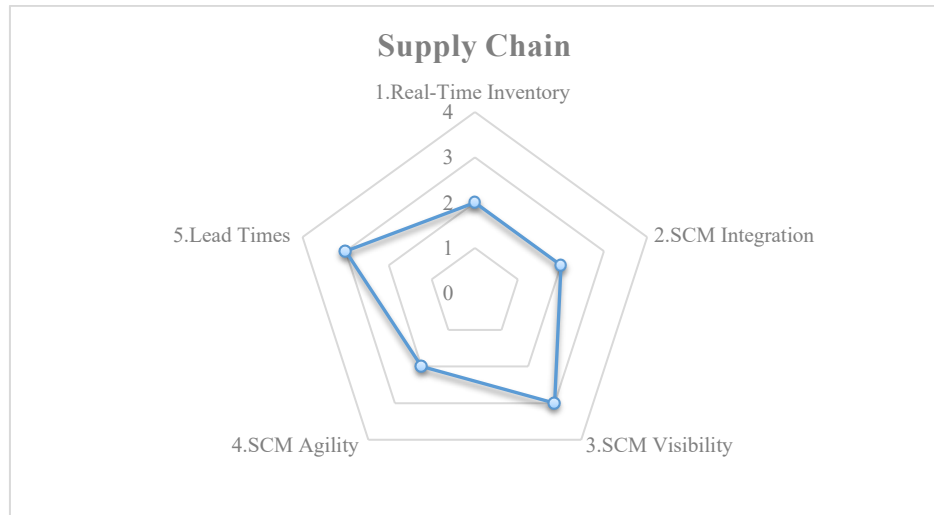 Supply Chain
1.Real-Time Inventory
4
3
2
1
0
5.Lead Times
2.SCM Integration
4.SCM Agility
3.SCM Visibility